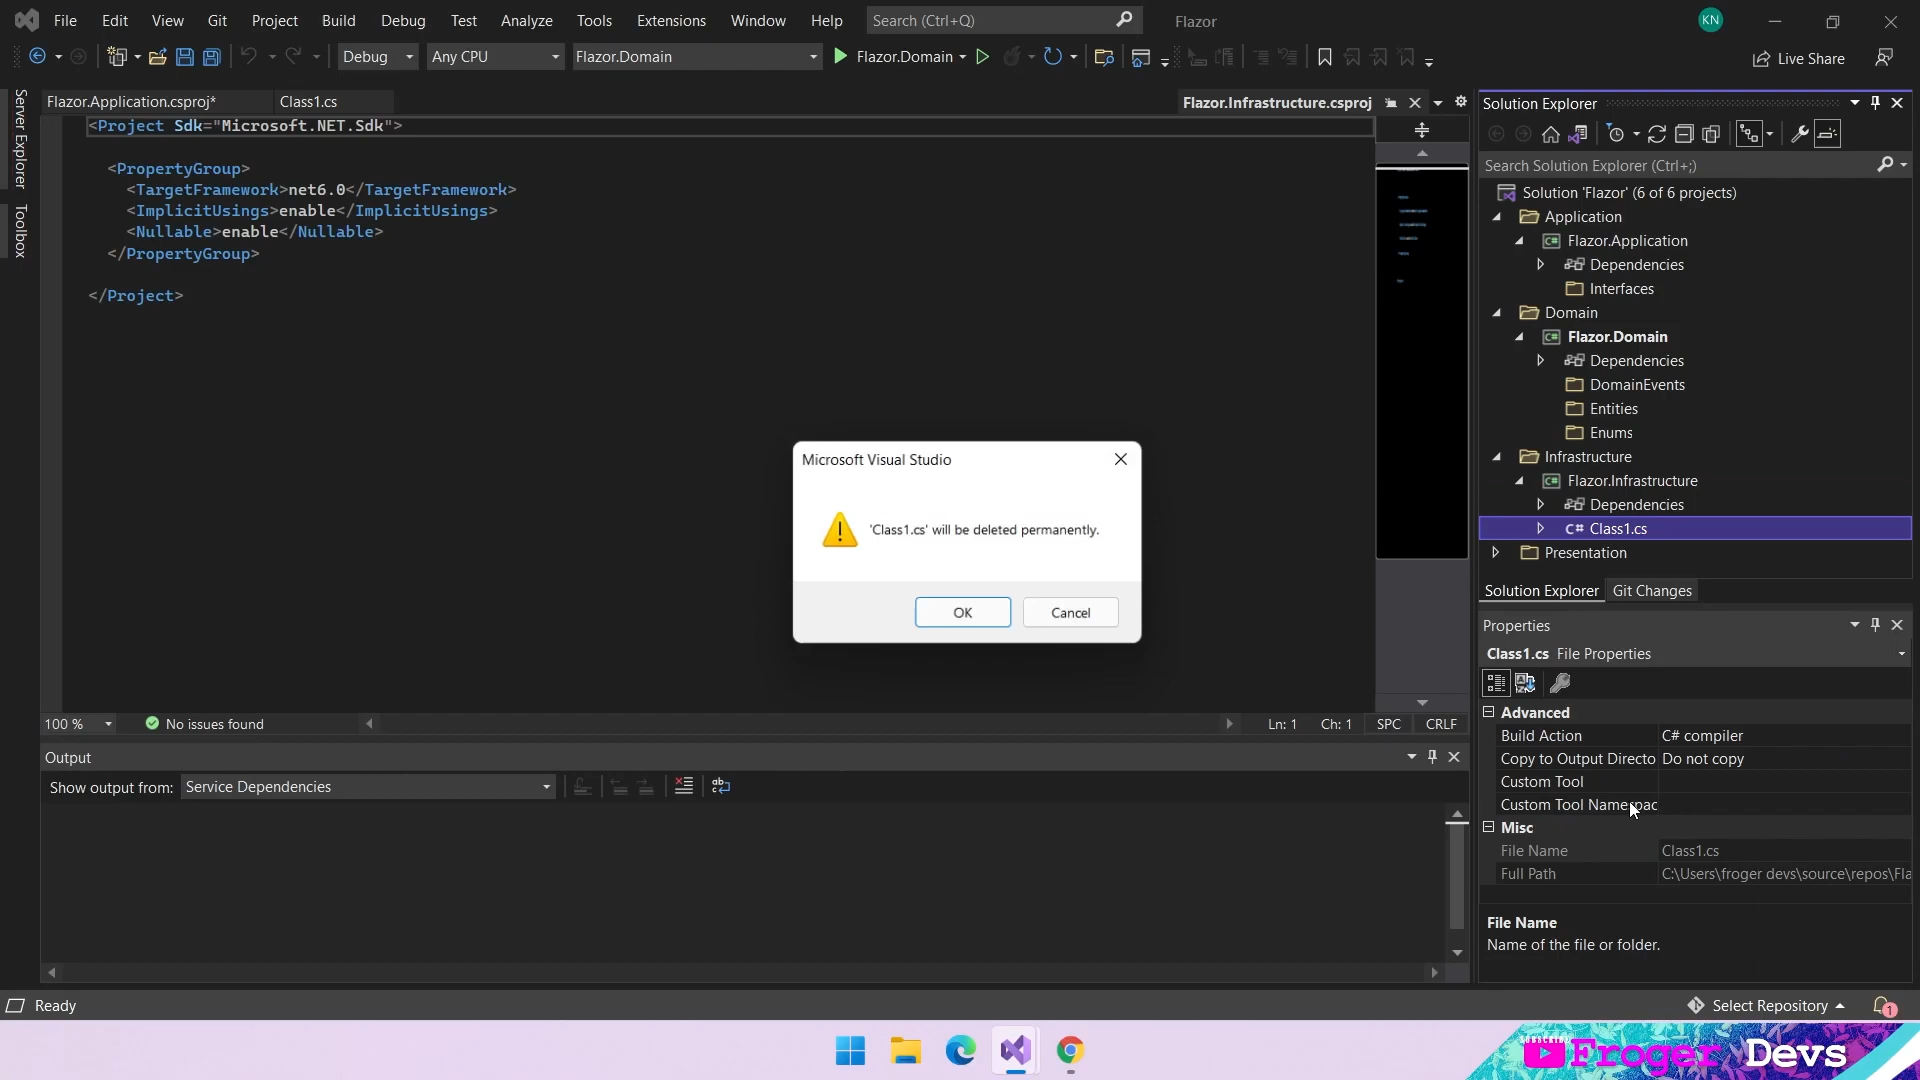 File Edit View Git Project Build Debug Test Analyze Tools Extensions Window Help Search (Ctrl+Q) Flazor KN
Debug Any CPU Flazor.Domain Flazor.Domain Live Share
Server Explorer
Toolbox
Flazor.Application.csproj* Class1.cs Flazor.Infrastructure.csproj
<Project Sdk="Microsoft.NET.Sdk">
<PropertyGroup>
<TargetFramework>net6.0</TargetFramework>
<ImplicitUsings>enable</ImplicitUsings>
<Nullable>enable</Nullable>
</PropertyGroup>
</Project>
Microsoft Visual Studio
'Class1.cs' will be deleted permanently.
OK Cancel
100 % No issues found Ln: 1 Ch: 1 SPC CRLF
Output
Show output from: Service Dependencies
Solution Explorer
Search Solution Explorer (Ctrl+;)
Solution 'Flazor' (6 of 6 projects)
Application
C# Flazor.Application
Dependencies
Interfaces
Domain
C# Flazor.Domain
Dependencies
DomainEvents
Entities
Enums
Infrastructure
C# Flazor.Infrastructure
Dependencies
C# Class1.cs
Presentation
Solution Explorer Git Changes
Properties
Class1.cs File Properties
Advanced
Build Action C# compiler
Copy to Output Directo Do not copy
Custom Tool
Custom Tool Namespac
Misc
File Name Class1.cs
Full Path C:\Users\froger devs\source\repos\Fla
File Name
Name of the file or folder.
Ready Select Repository 1
SUBSCRIBE
Froger Devs